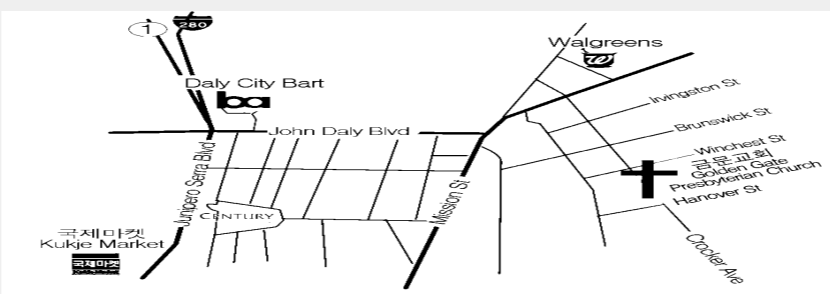 1
280
Walgreens
Daly City Bart
ba
Irvingston St
Brunswick St
John Daly Blvd
Winchest St
금문교회
Golden Gate
Presbyterian Church
Hanover St
Junipero Serra Blvd
Mission St
CENTURY
국제마켓
Kukje Market
국제마켓
Crocker Ave